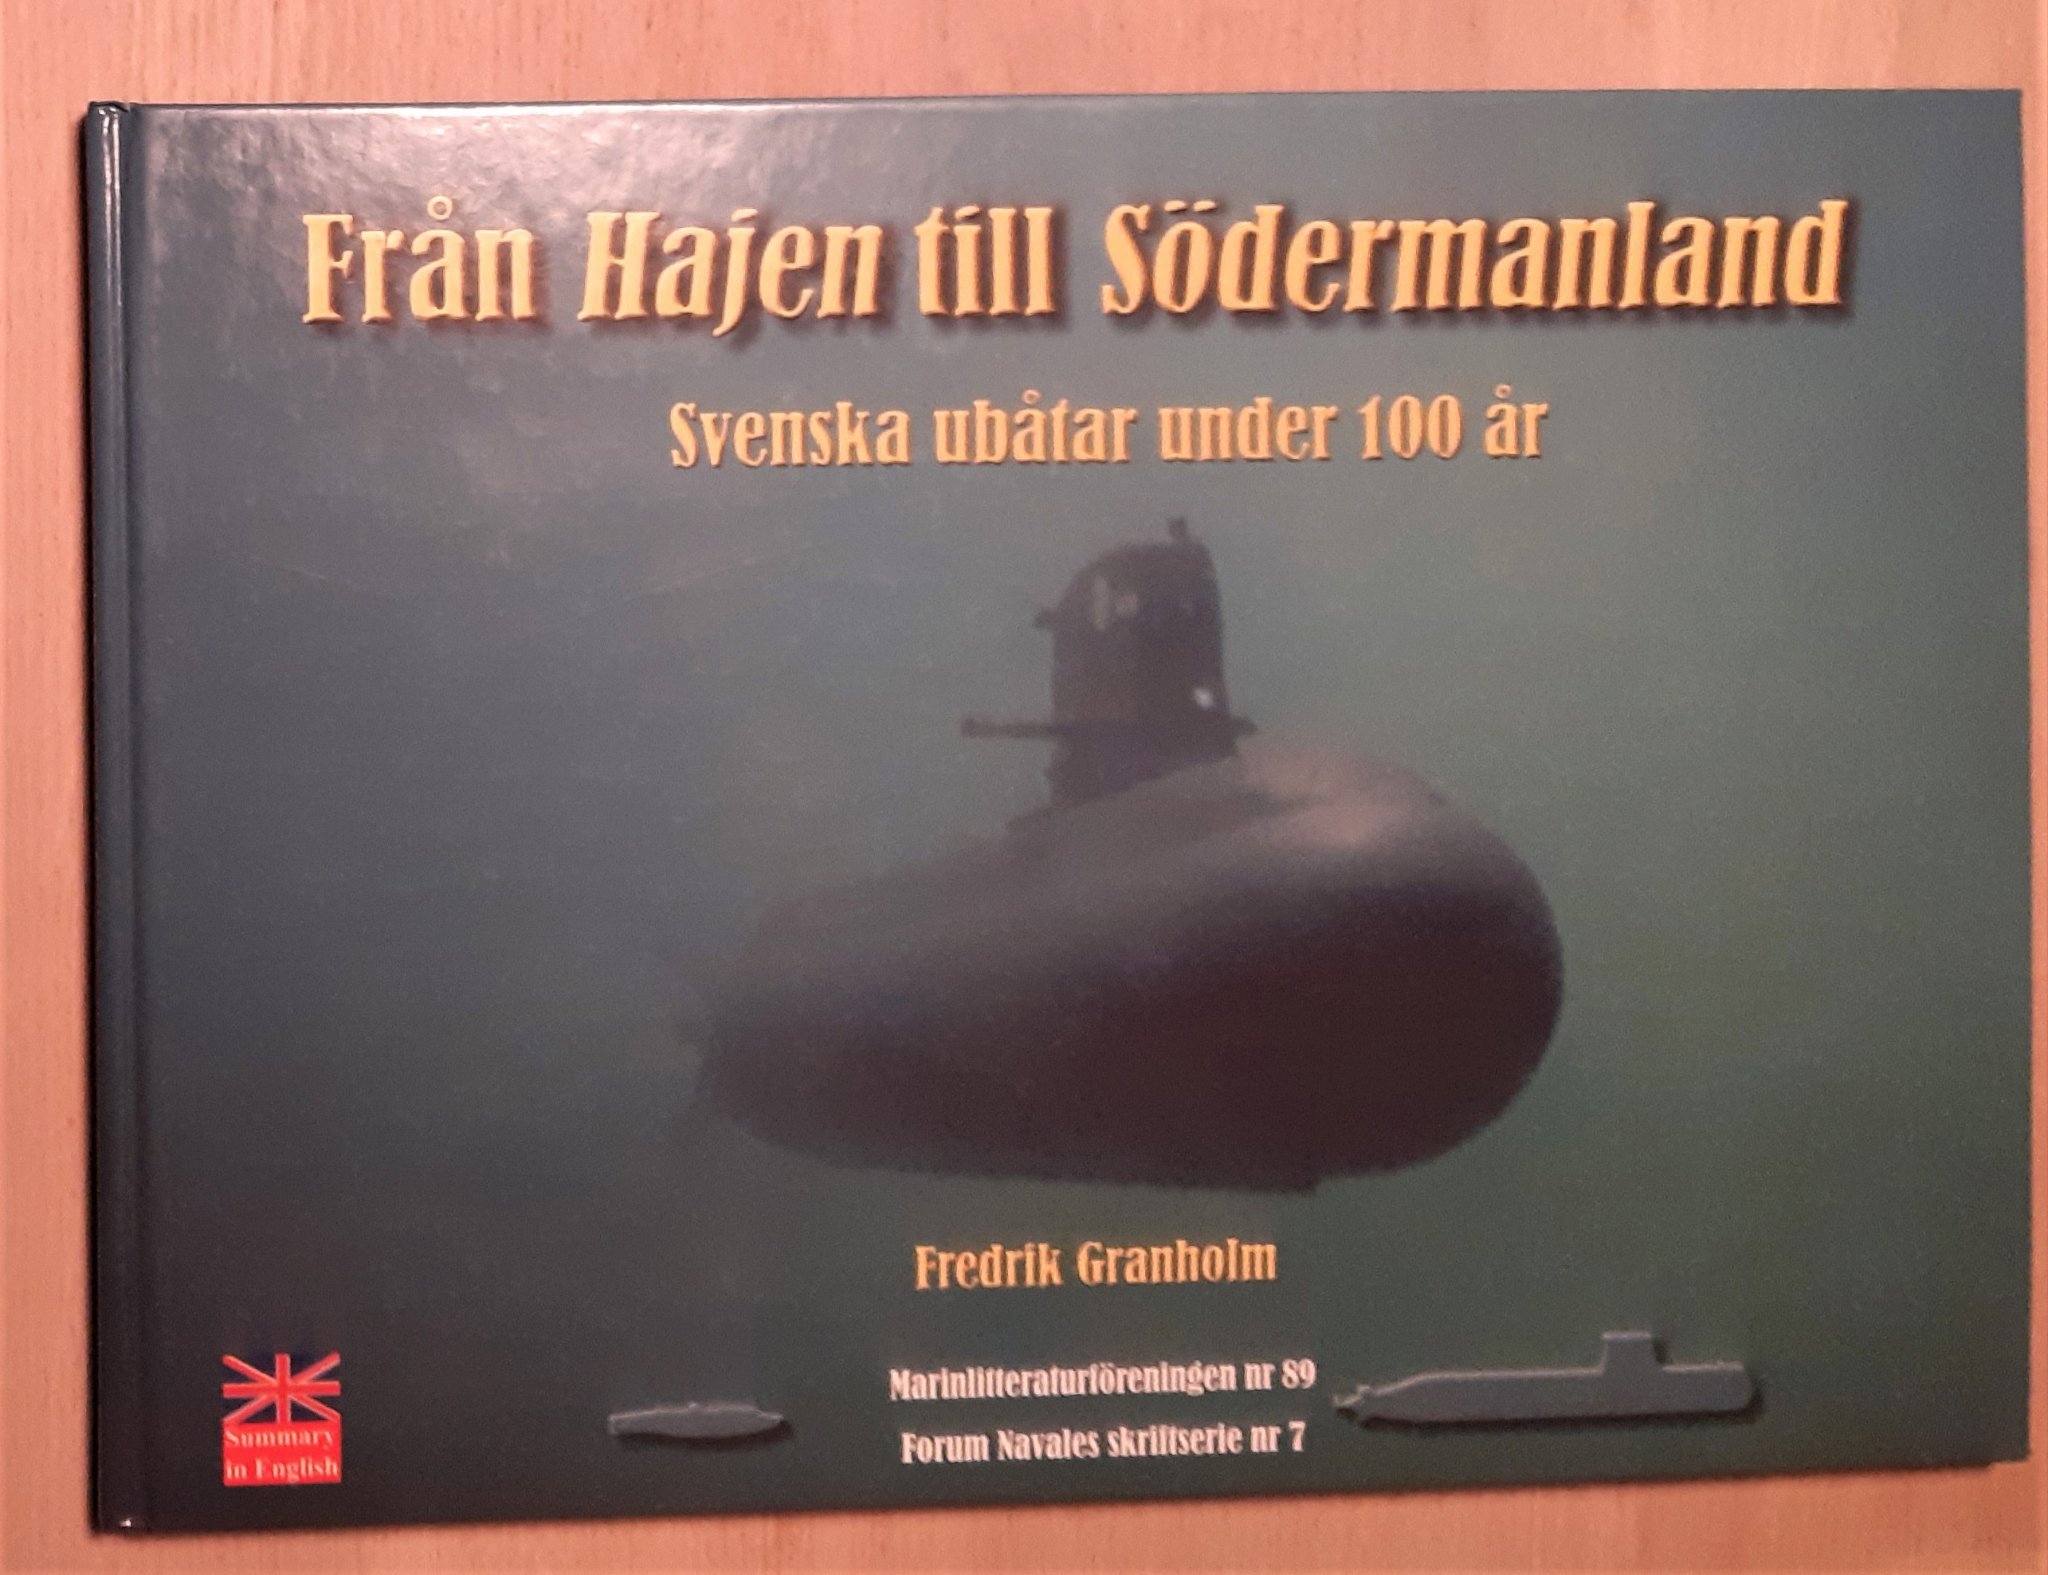 Från Hajen till Södermanland
Svenska ubåtar under 100 år
Fredrik Granholm
Marinlitteraturföreningen nr 89
Forum Navales skriftserie nr 7
Summary
in English